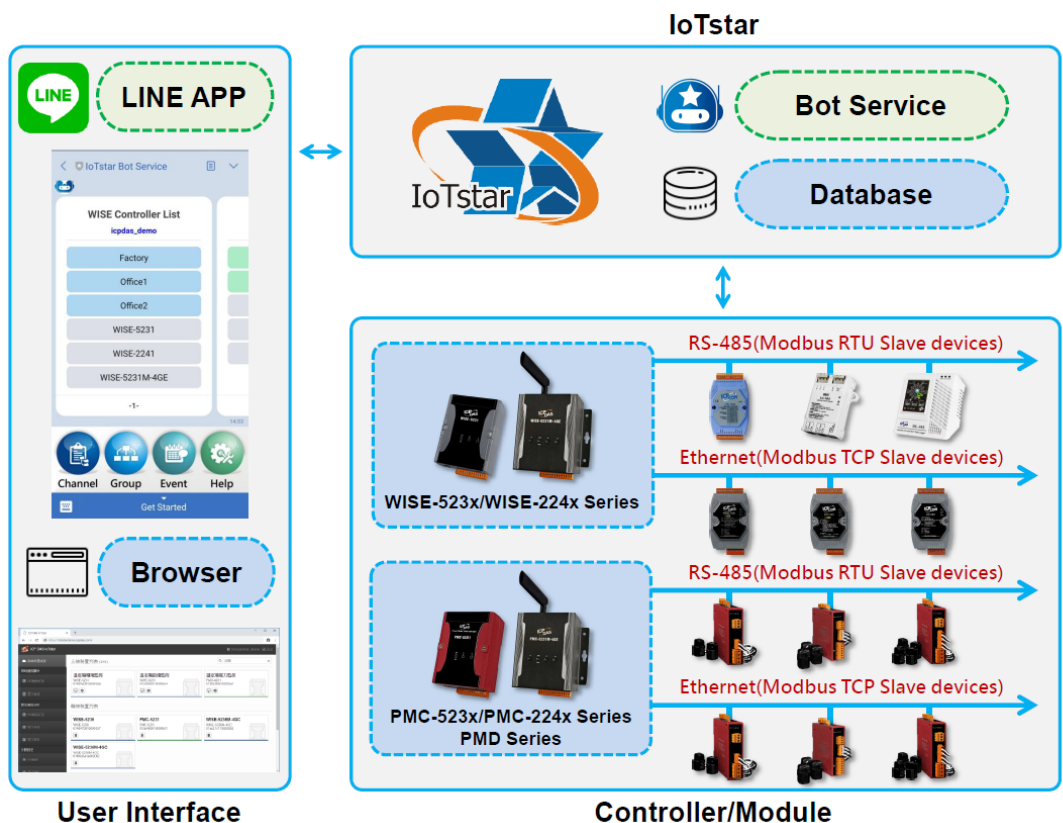 IoTstar
LINE
LINE APP
IoTstar Bot Service
WISE Controller List
icpdas_demo
Factory
Office1
Office2
WISE-5231
WISE-2241
WISE-5231M-4GE
-1-
14:55
Channel Group Event Help
Get Started
Browser
User Interface
IoTstar
Bot Service
Database
RS-485(Modbus RTU Slave devices)
Ethernet(Modbus TCP Slave devices)
WISE-523x/WISE-224x Series
RS-485(Modbus RTU Slave devices)
Ethernet(Modbus TCP Slave devices)
PMC-523x/PMC-224x Series
PMD Series
Controller/Module